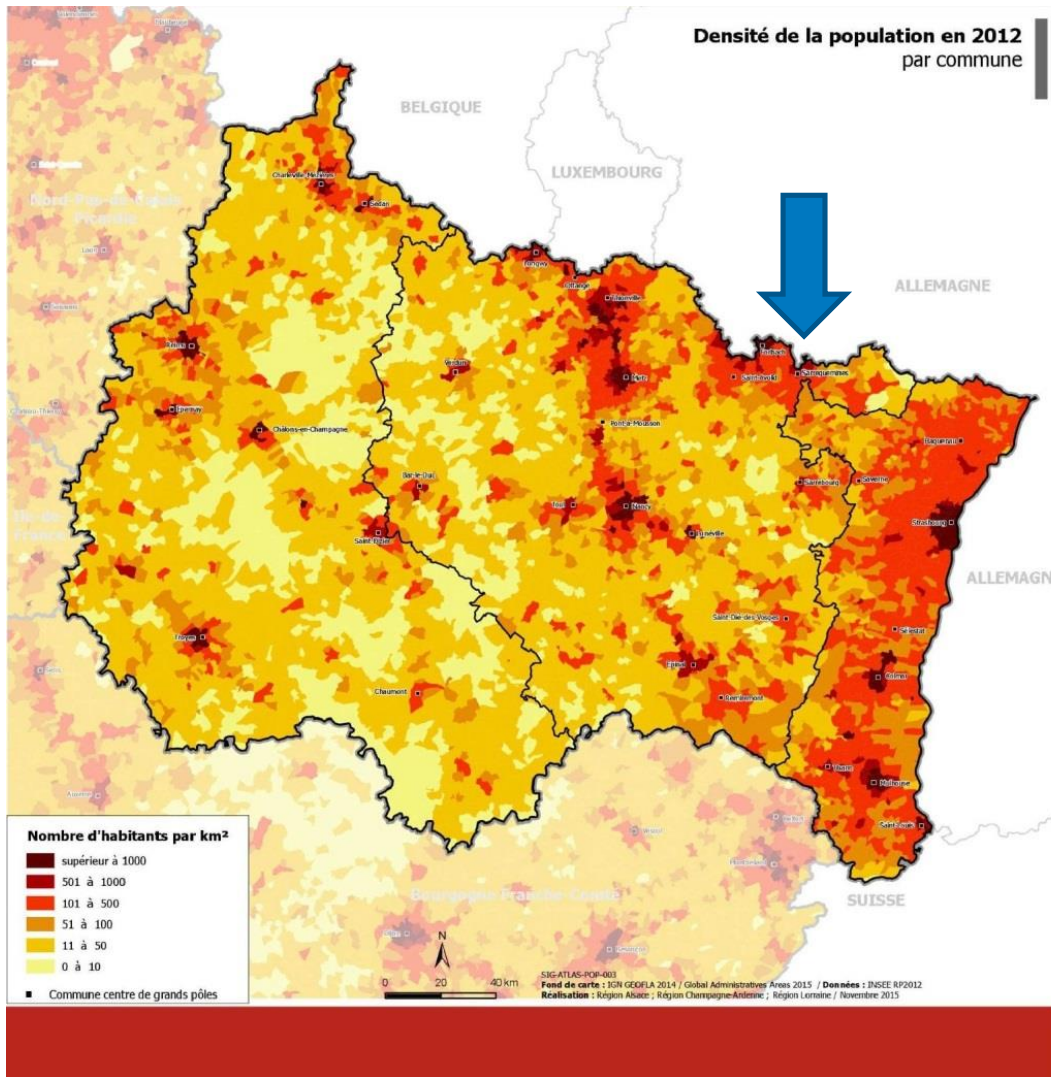 Densité de la population en 2012
par commune
BELGIQUE
LUXEMBOURG
ALLEMAGNE
Charleville-Mézières
Sedan
Nord-Pas-de-Calais
Picardie
Laon
Longwy
Thionville
Forbach
Sarreguemines
Saint-Avold
Reims
Verdun
Metz
Epernay
Châlons-en-Champagne
Pont-à-Mousson
Haguenau
Bar-le-Duc
Sarrebourg
Saverne
Toul
Nancy
Strasbourg
Ile-de-
France
Saint-Dizier
Lunéville
ALLEMAGN
Saint-Dié-des-Vosges
Sélestat
Troyes
Epinal
Colmar
Chaumont
Remiremont
Thann
Mulhouse
Auxerre
Saint-Louis
Nombre d'habitants par km²
supérieur à 1000
501 à 1000
101 à 500
51 à 100
11 à 50
0 à 10
Commune centre de grands pôles
Bourgogne Franche-Comté
SUISSE
N
0 20 40 km
SIG-ATLAS-POP-003
Fond de carte : IGN GEOFLA 2014 / Global Administratives Areas 2015 / Données : INSEE RP2012
Réalisation : Région Alsace ; Région Champagne-Ardenne ; Région Lorraine / Novembre 2015